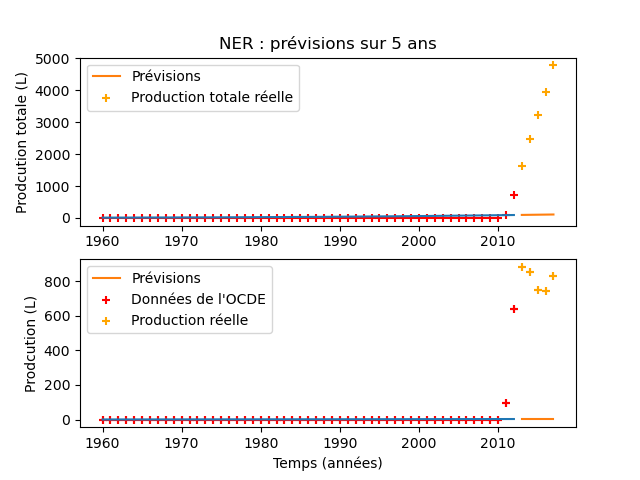 NER : prévisions sur 5 ans
Prodcution totale (L)
5000
4000
3000
2000
1000
0
Prévisions
Production totale réelle
1960 1970 1980 1990 2000 2010
Prodcution (L)
800
600
400
200
0
Prévisions
Données de l'OCDE
Production réelle
1960 1970 1980 1990 2000 2010
Temps (années)